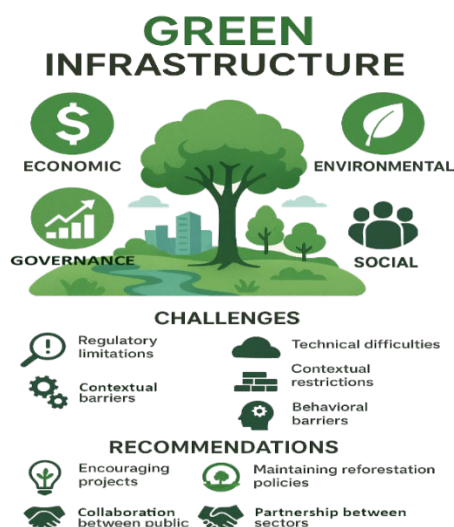 GREEN
INFRASTRUCTURE
$
ECONOMIC
ENVIRONMENTAL
GOVERNANCE
SOCIAL
CHALLENGES
Regulatory
limitations
Technical difficulties
Contextual
barriers
Contextual
restrictions
Behavioral
barriers
RECOMMENDATIONS
Encouraging
projects
Maintaining reforestation
policies
Collaboration
between public
Partnership between
sectors